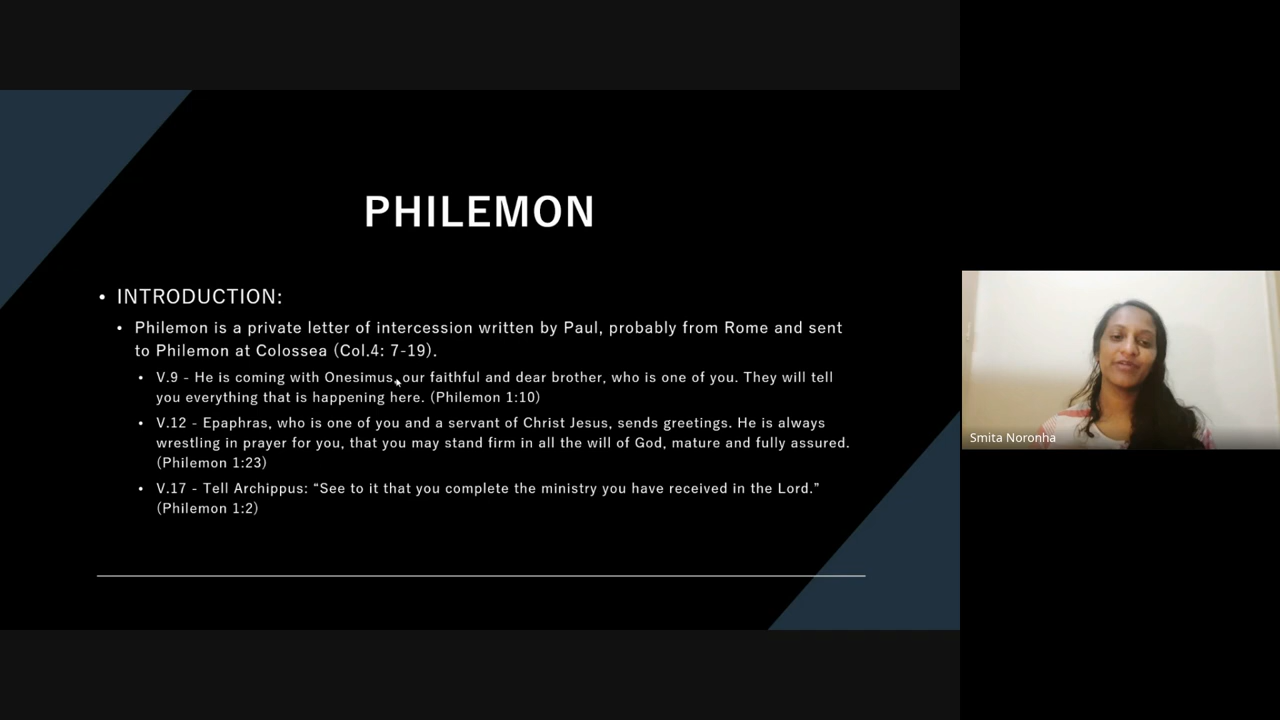 PHILEMON
• INTRODUCTION:
• Philemon is a private letter of intercession written by Paul, probably from Rome and sent
to Philemon at Colossea (Col.4: 7-19).
• V.9 - He is coming with Onesimus, our faithful and dear brother, who is one of you. They will tell
you everything that is happening here. (Philemon 1:10)
• V.12 - Epaphras, who is one of you and a servant of Christ Jesus, sends greetings. He is always
wrestling in prayer for you, that you may stand firm in all the will of God, mature and fully assured.
(Philemon 1:23)
• V.17 - Tell Archippus: “See to it that you complete the ministry you have received in the Lord.”
(Philemon 1:2)
Smita Noronha